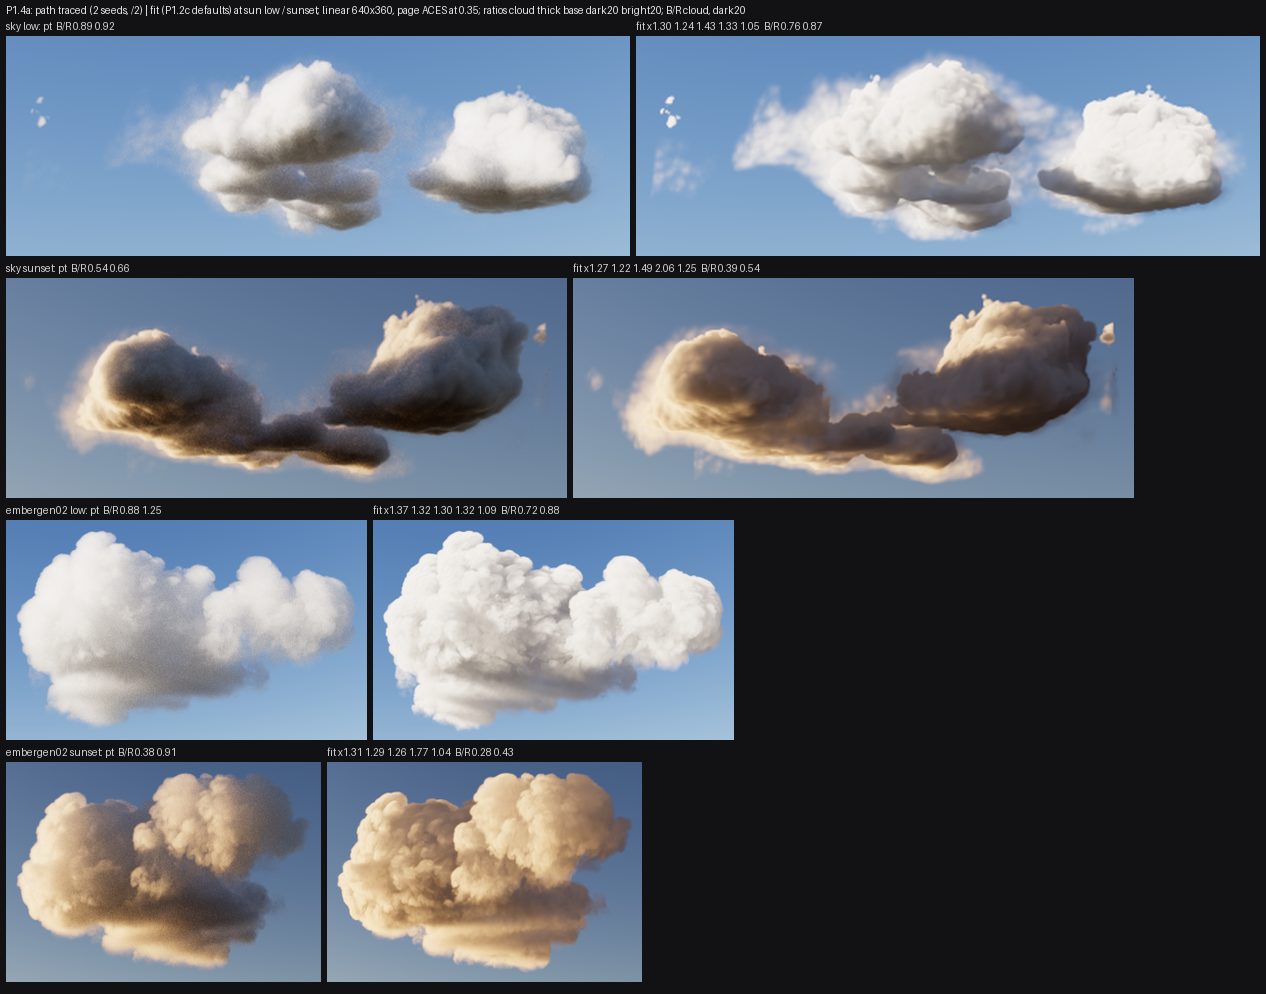 P1.4a: path traced (2 seeds, /2) | fit (P1.2c defaults) at sun low / sunset; linear 640x360, page ACES at 0.35; ratios cloud thick base dark20 bright20; B/R cloud, dark20
sky low: pt B/R 0.89 0.92
fit x1.30 1.24 1.43 1.33 1.05 B/R 0.76 0.87
sky sunset: pt B/R 0.54 0.66
fit x1.27 1.22 1.49 2.06 1.25 B/R 0.39 0.54
embergen02 low: pt B/R 0.88 1.25
fit x1.37 1.32 1.30 1.32 1.09 B/R 0.72 0.88
embergen02 sunset: pt B/R 0.38 0.91
fit x1.31 1.29 1.26 1.77 1.04 B/R 0.28 0.43